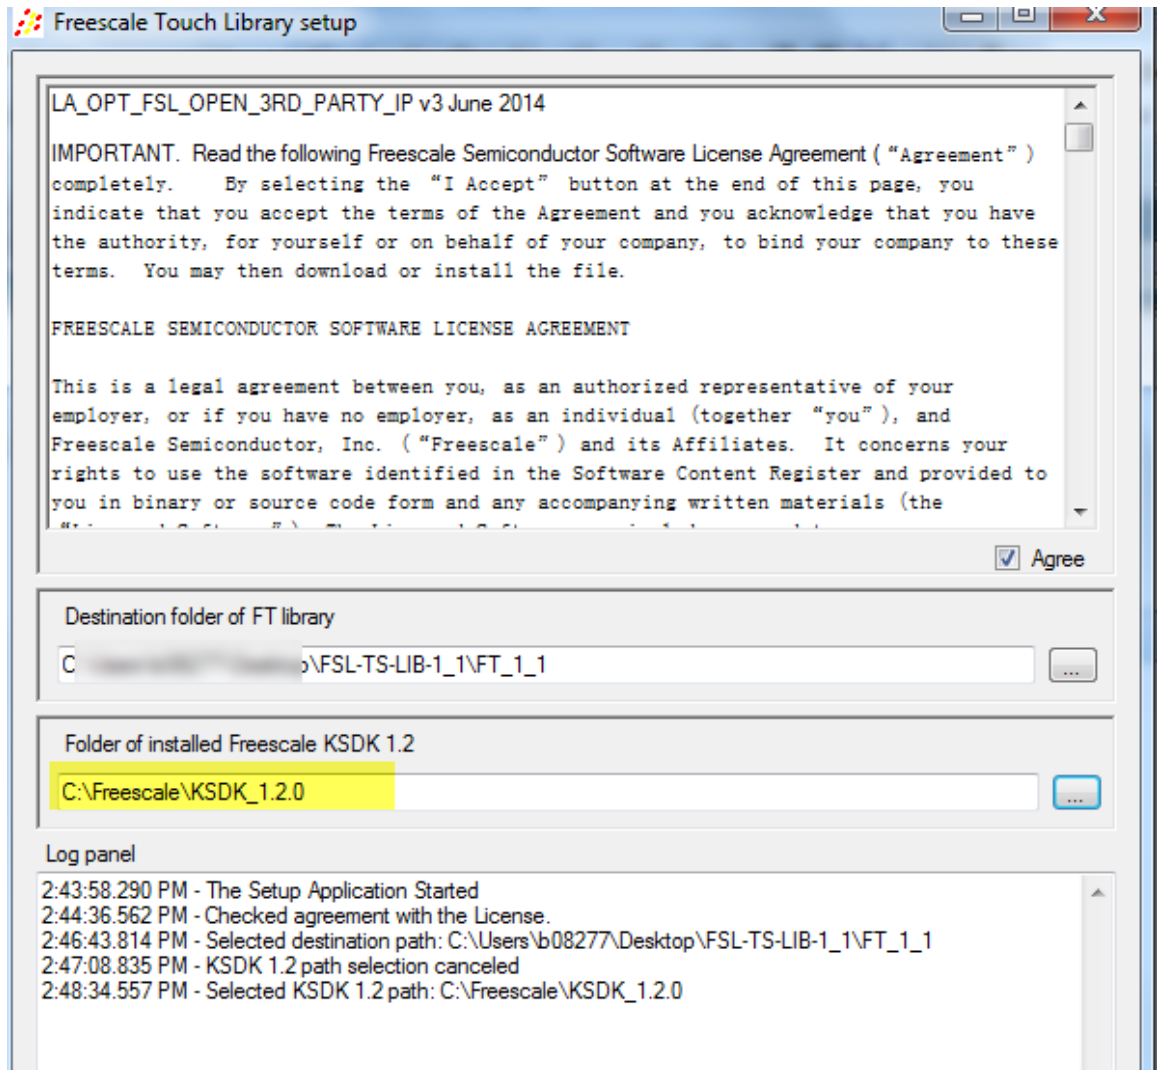 Freescale Touch Library setup
LA_OPT_FSL_OPEN_3RD_PARTY_IP v3 June 2014
IMPORTANT.  Read the following Freescale Semiconductor Software License Agreement ( “Agreement” )
completely.    By selecting the “I Accept” button at the end of this page, you
indicate that you accept the terms of the Agreement and you acknowledge that you have
the authority, for yourself or on behalf of your company, to bind your company to these
terms.  You may then download or install the file.
FREESCALE SEMICONDUCTOR SOFTWARE LICENSE AGREEMENT
This is a legal agreement between you, as an authorized representative of your
employer, or if you have no employer, as an individual (together “you” ), and
Freescale Semiconductor, Inc. ( “Freescale” ) and its Affiliates.  It concerns your
rights to use the software identified in the Software Content Register and provided to
you in binary or source code form and any accompanying written materials (the
Agree
Destination folder of FT library
C \FSL-TS-LIB-1_1\FT_1_1
...
Folder of installed Freescale KSDK 1.2
C:\Freescale\KSDK_1.2.0
...
Log panel
2:43:58.290 PM - The Setup Application Started
2:44:36.562 PM - Checked agreement with the License.
2:46:43.814 PM - Selected destination path: C:\Users\b08277\Desktop\FSL-TS-LIB-1_1\FT_1_1
2:47:08.835 PM - KSDK 1.2 path selection canceled
2:48:34.557 PM - Selected KSDK 1.2 path: C:\Freescale\KSDK_1.2.0